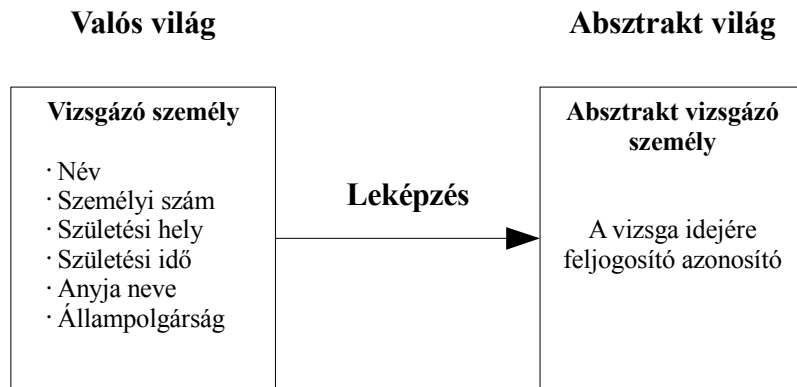 Valós világ
Absztrakt világ
Vizsgázó személy
· Név
· Személyi szám
· Születési hely
· Születési idő
· Anyja neve
· Állampolgárság
Leképzés
Absztrakt vizsgázó
személy
A vizsga idejére
feljogosító azonosító